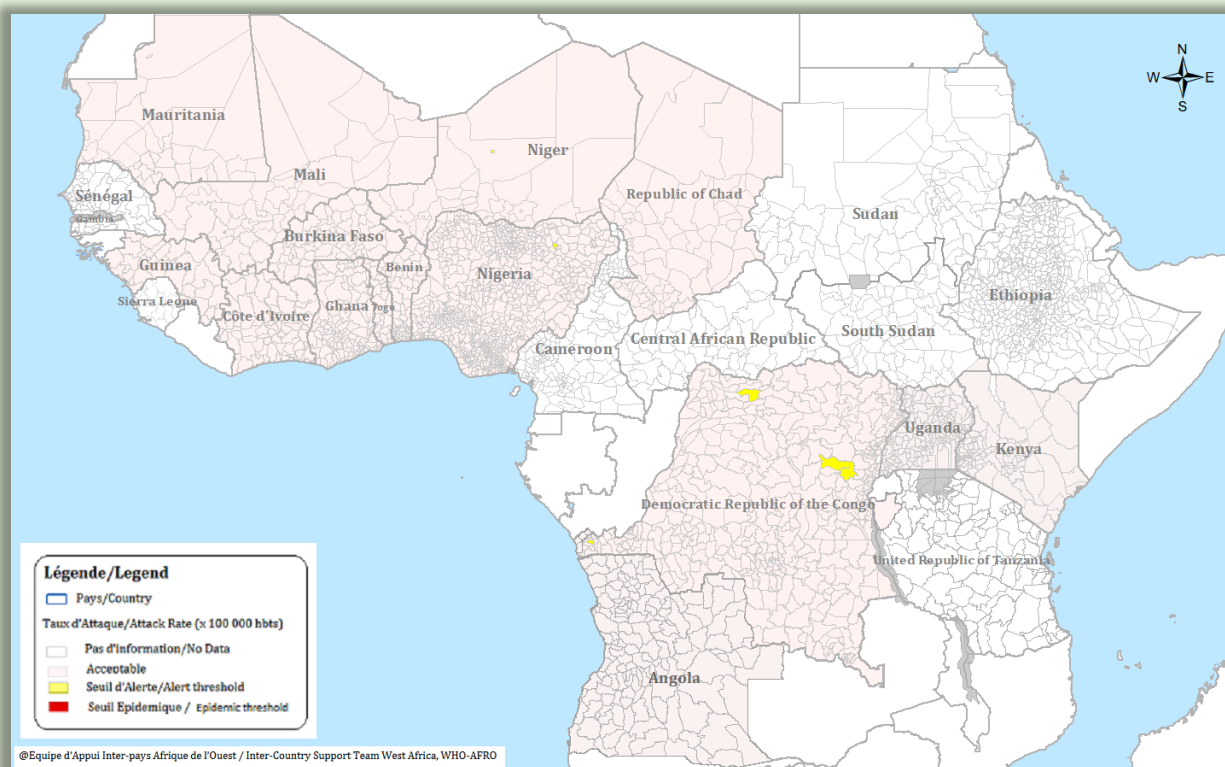 N
W E
S
Mauritania
Niger
Mali
Republic of Chad
Sénégal
Gambia
Sudan
Burkina Faso
Guinea
Benin
Nigeria
Ethiopia
Sierra Leone
Côte d'Ivoire
Ghana
Togo
South Sudan
Central African Republic
Cameroon
Uganda
Kenya
Democratic Republic of the Congo
United Republic of Tanzania
Angola
Légende/Legend
Pays/Country
Taux d'Attaque/Attack Rate (x 100 000 hbts)
Pas d'information/No Data
Acceptable
Seuil d'Alerte/Alert threshold
Seuil Epidemique / Epidemic threshold
@Equipe d'Appui Inter-pays Afrique de l'Ouest / Inter-Country Support Team West Africa, WHO-AFRO